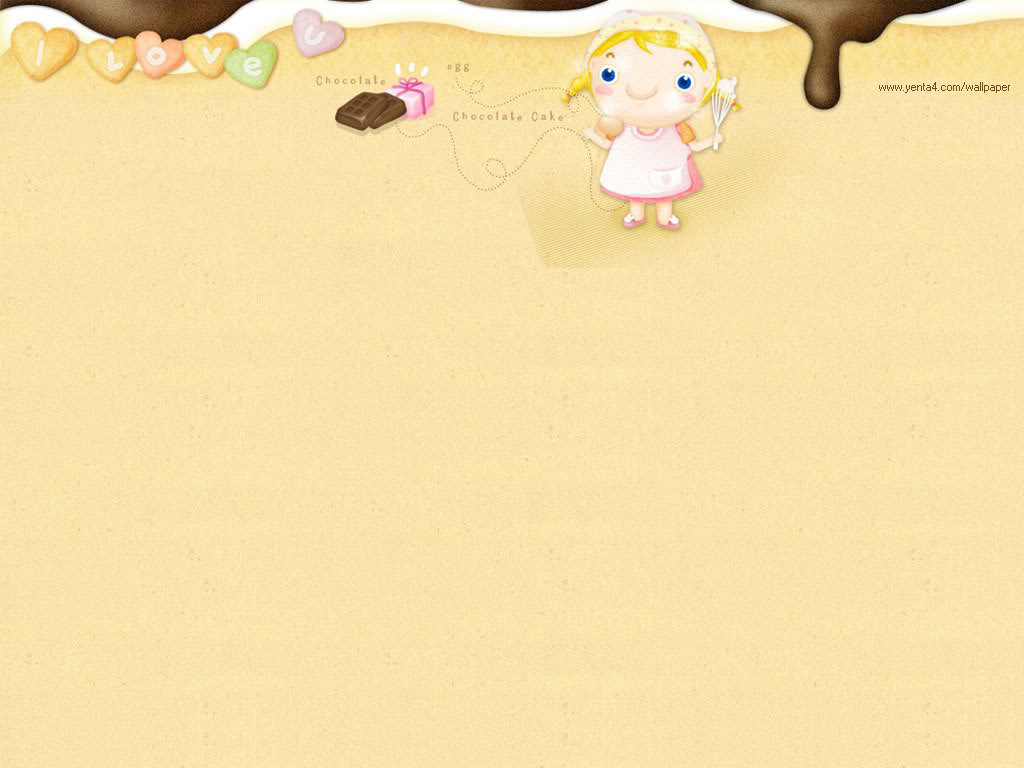 I Love U
Chocolate
egg
Chocolate Cake
www.yenta4.com/wallpaper